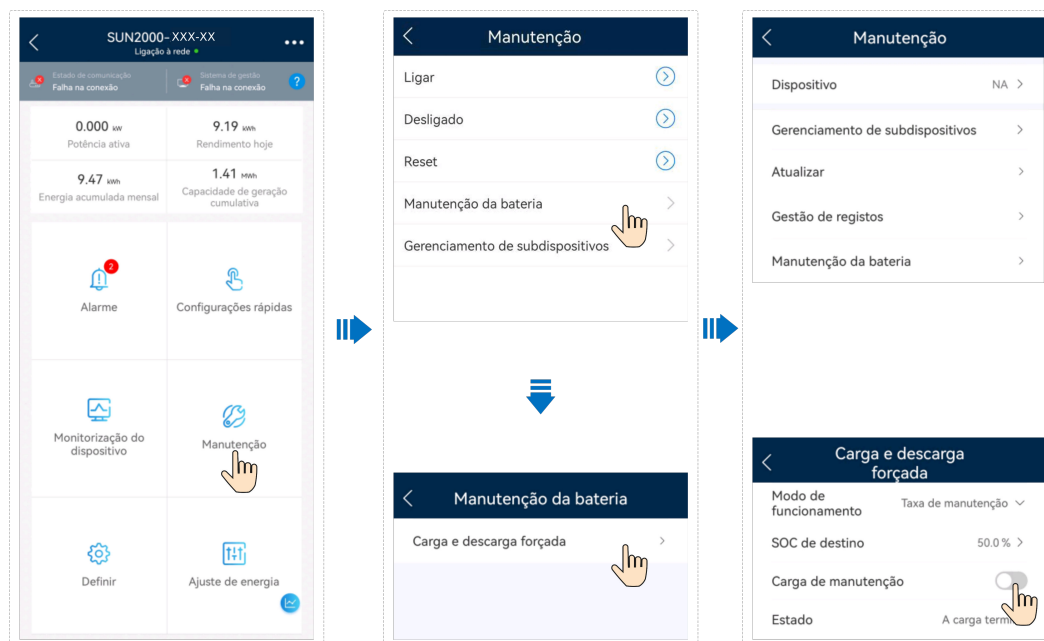 SUN2000-XXX-XX
Ligação à rede
Estado de comunicação
Falha na conexão
Sistema de gestão
Falha na conexão
?
0.000 kW
Potência ativa
9.19 kWh
Rendimento hoje
9.47 kWh
Energia acumulada mensal
1.41 MWh
Capacidade de geração
cumulativa
2
Alarme
Configurações rápidas
Monitorização do
dispositivo
Manutenção
Definir
Ajuste de energia
Manutenção
Ligar
Desligado
Reset
Manutenção da bateria
Gerenciamento de subdispositivos
Manutenção da bateria
Carga e descarga forçada
Manutenção
Dispositivo NA
Gerenciamento de subdispositivos
Atualizar
Gestão de registos
Manutenção da bateria
Carga e descarga
forçada
Modo de
funcionamento
Taxa de manutenção
SOC de destino 50.0 %
Carga de manutenção
Estado A carga